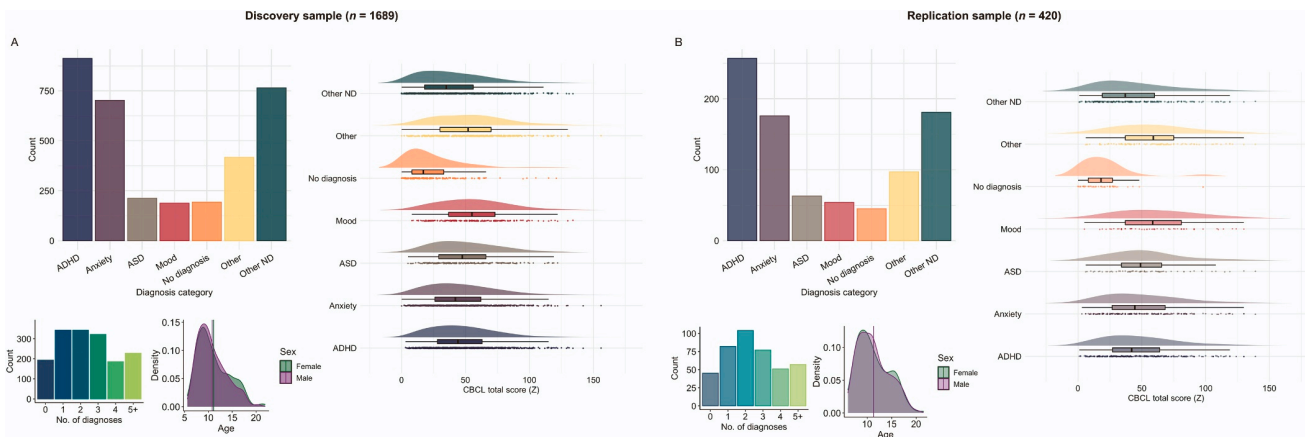 Discovery sample (n = 1689)
A
Count
750
500
250
0
ADHD
Anxiety
ASD
Mood
No diagnosis
Other
Other ND
Diagnosis category
Other ND
Other
No diagnosis
Mood
ASD
Anxiety
ADHD
0 50 100 150
CBCL total score (Z)
Count
300
200
100
0
0 1 2 3 4 5+
No. of diagnoses
Density
0.15
0.10
0.05
0.00
5 10 15 20
Age
Sex
Female
Male
Replication sample (n = 420)
B
Count
200
100
0
ADHD
Anxiety
ASD
Mood
No diagnosis
Other
Other ND
Diagnosis category
Other ND
Other
No diagnosis
Mood
ASD
Anxiety
ADHD
0 50 100 150
CBCL total score (Z)
Count
100
75
50
25
0
0 1 2 3 4 5+
No. of diagnoses
Density
0.10
0.05
0.00
10 15 20
Age
Sex
Female
Male